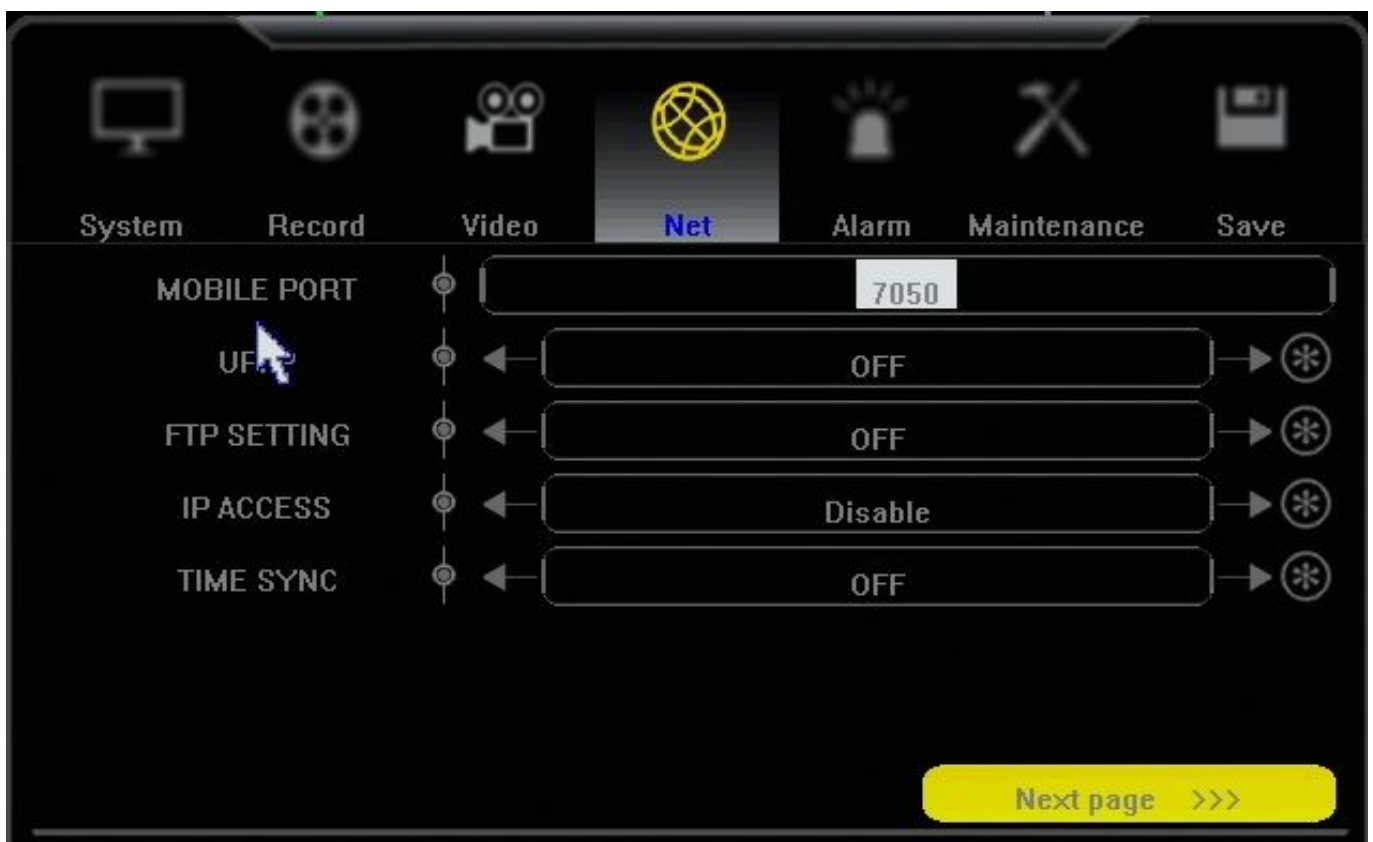 System Record Video Net Alarm Maintenance Save
MOBILE PORT 7050
OFF
FTP SETTING OFF
IP ACCESS Disable
TIME SYNC OFF
Next page >>>